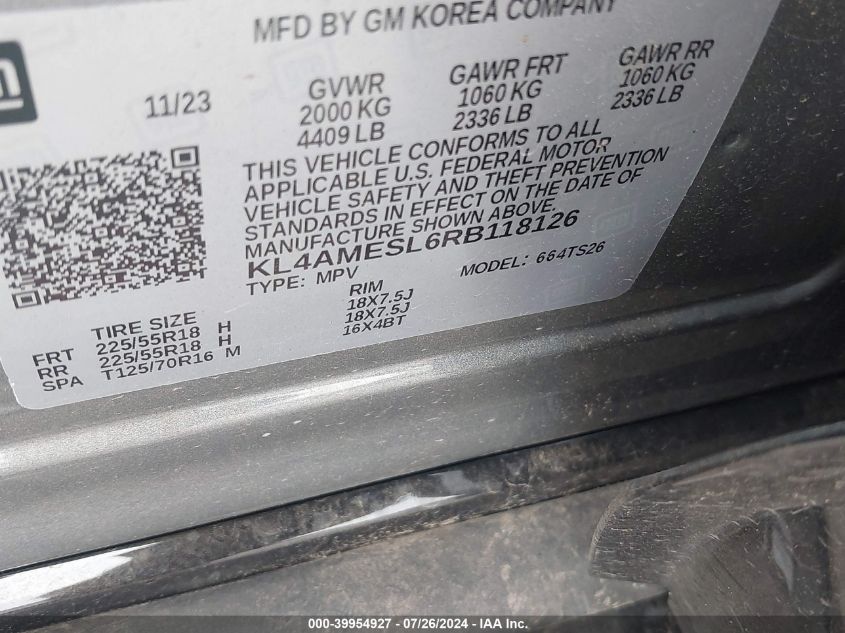 MFD BY GM KOREA COMPANY
11/23
GVWR
2000 KG
4409 LB
GAWR FRT
1060 KG
2336 LB
GAWR RR
1060 KG
2336 LB
THIS VEHICLE CONFORMS TO ALL
APPLICABLE U.S. FEDERAL MOTOR
VEHICLE SAFETY AND THEFT PREVENTION
STANDARDS IN EFFECT ON THE DATE OF
MANUFACTURE SHOWN ABOVE.
KL4AMESL6RB118126
TYPE: MPV
MODEL: 664TS26
TIRE SIZE
RIM
FRT 225/55R18 H 18X7.5J
RR 225/55R18 H 18X7.5J
SPA T125/70R16 M 16X4BT
000-39954927 - 07/26/2024 - IAA Inc.